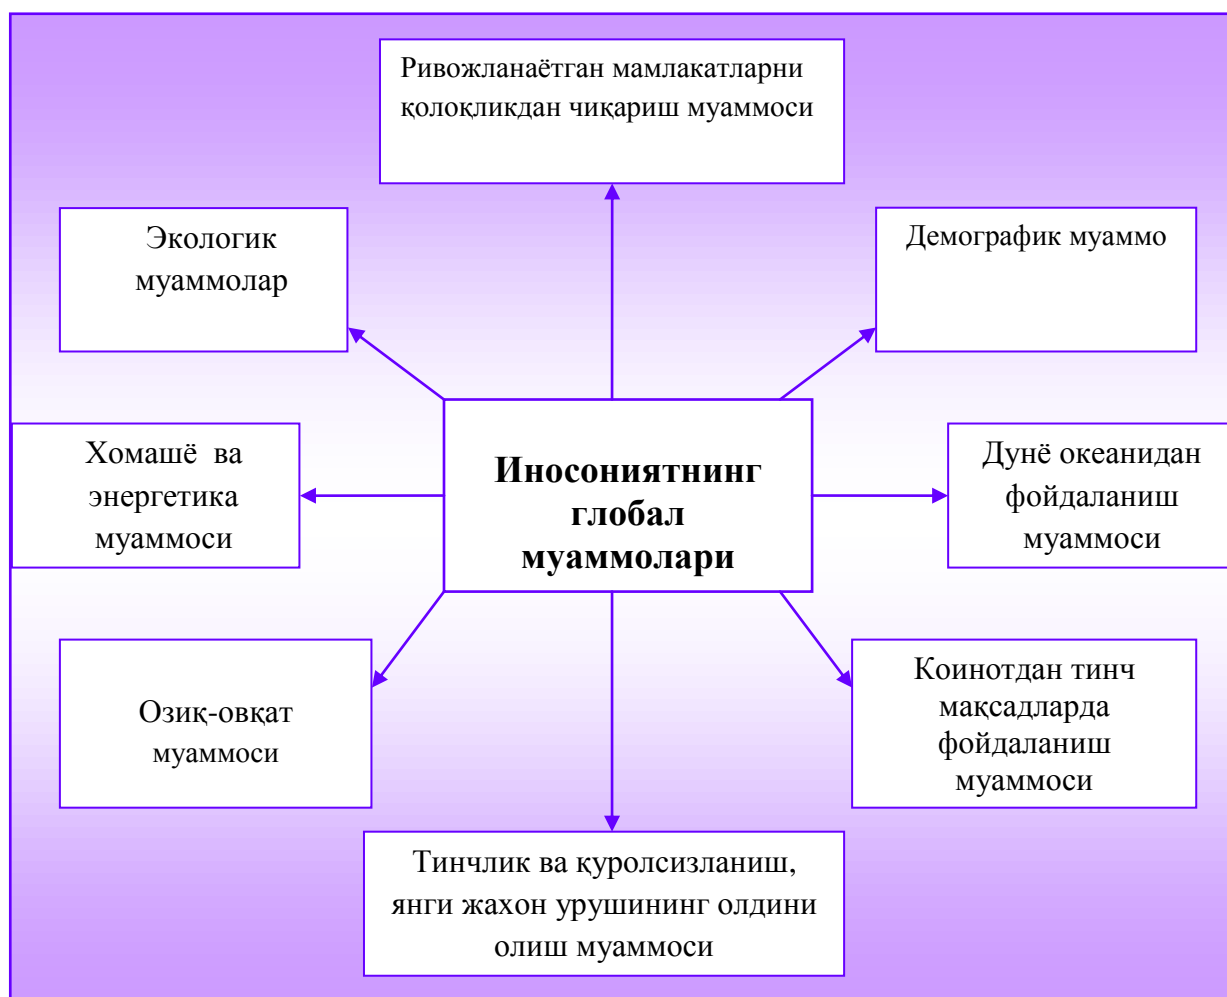 Ривожланаётган мамлакатларни
қолоқликдан чиқариш муаммоси
Экологик
муаммолар
Демографик муаммо
Хомашё ва
энергетика
муаммоси
Иносониятнинг
глобал
муаммолари
Дунё океанидан
фойдаланиш
муаммоси
Озиқ-овқат
муаммоси
Коинотдан тинч
мақсадларда
фойдаланиш
муаммоси
Тинчлик ва қуролсизланиш,
янги жахон урушининг олдини
олиш муаммоси